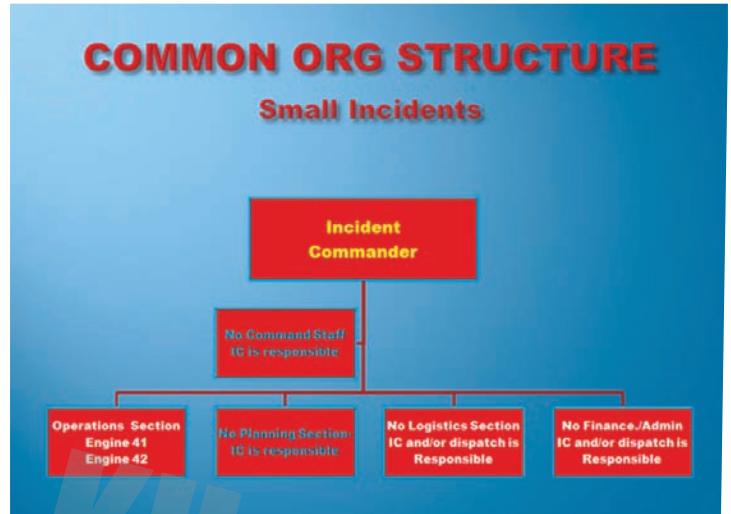 COMMON ORG STRUCTURE
Small Incidents
Incident
Commander
No Command Staff
IC is responsible
Operations Section
Engine 41
Engine 42
No Planning Section-
IC is responsible
No Logistics Section
IC and/or dispatch is
Responsible
No Finance./Admin
IC and/or dispatch is
Responsible